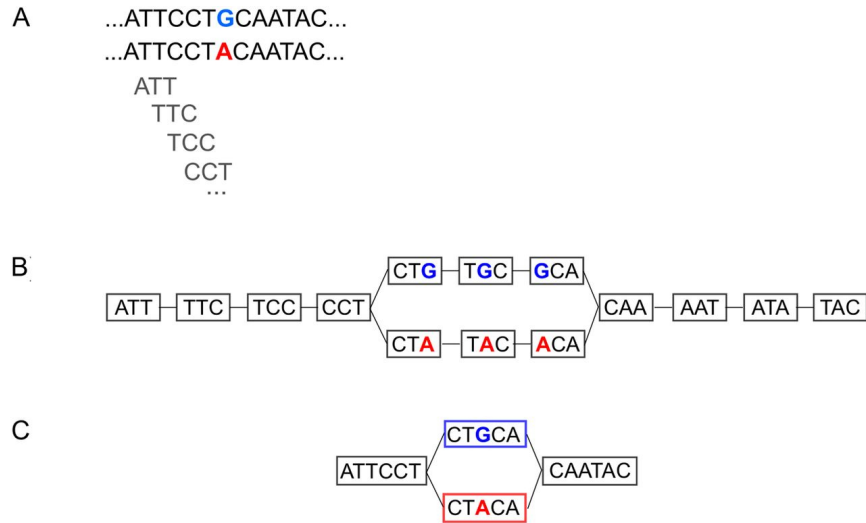 A
...ATTCCTGCAATAC...
...ATTCCTACAATAC...
ATT
TTC
TCC
CCT
...
B
CTG TGC GCA
ATT TTC TCC CCT CAA AAT ATA TAC
CTA TAC ACA
C
CTGCA
ATTCCT CAATAC
CTACA